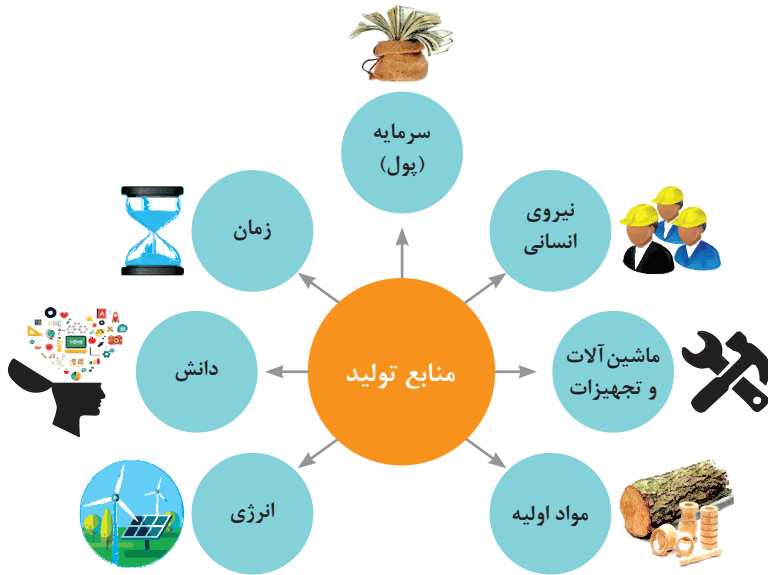 سرمایه
(پول)
نیروی
انسانی
زمان
منابع تولید
ماشین‌آلات
و تجهیزات
دانش
مواد اولیه
انرژی